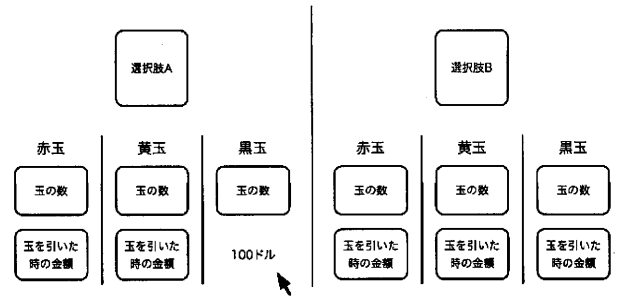 選択肢A
選択肢B
赤玉 黄玉 黒玉
赤玉 黄玉 黒玉
玉の数 玉の数 玉の数
玉の数 玉の数 玉の数
玉を引いた
時の金額
玉を引いた
時の金額
100ドル
玉を引いた
時の金額
玉を引いた
時の金額
玉を引いた
時の金額